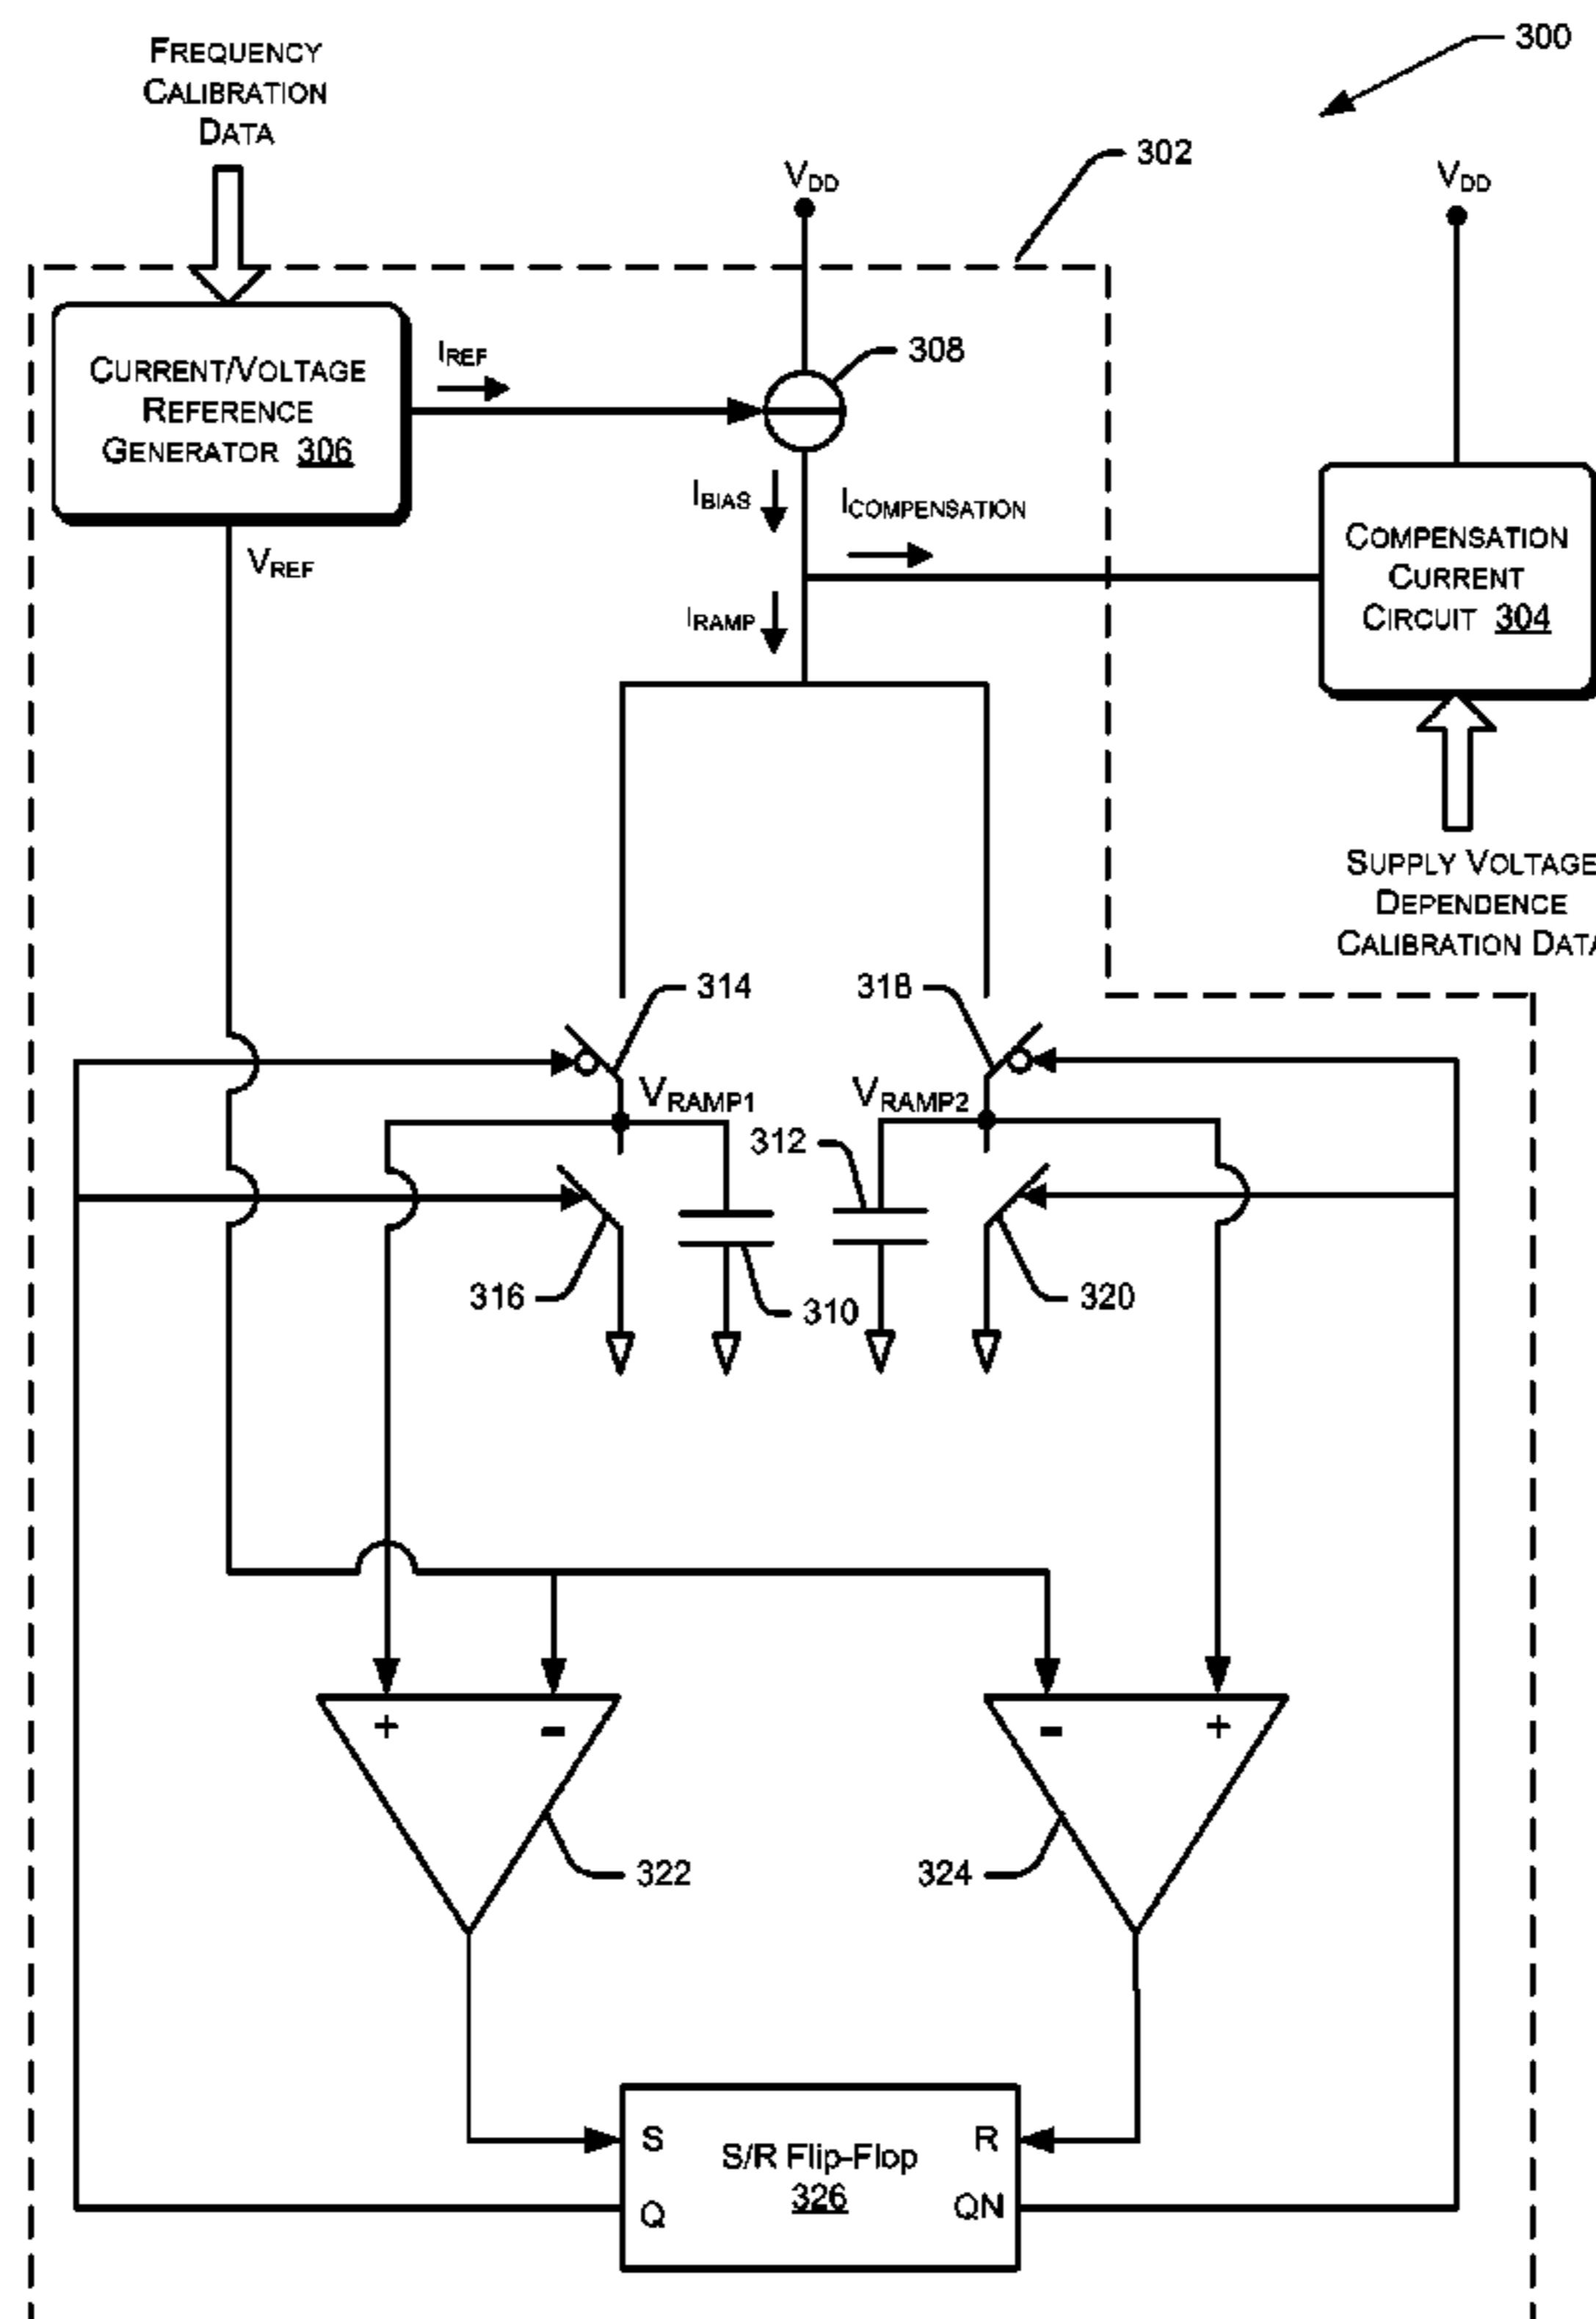 300
FREQUENCY
CALIBRATION
DATA
302
VDD
VDD
CURRENT/VOLTAGE
REFERENCE
GENERATOR 306
IREF
308
IBIAS
ICOMPENSATION
VREF
IRAMP
COMPENSATION
CURRENT
CIRCUIT 304
SUPPLY VOLTAGE
DEPENDENCE
CALIBRATION DATA
314
318
VRAMP1
VRAMP2
312
316
310
320
+
-
-
+
322
324
S
R
S/R Flip-Flop
326
Q
QN